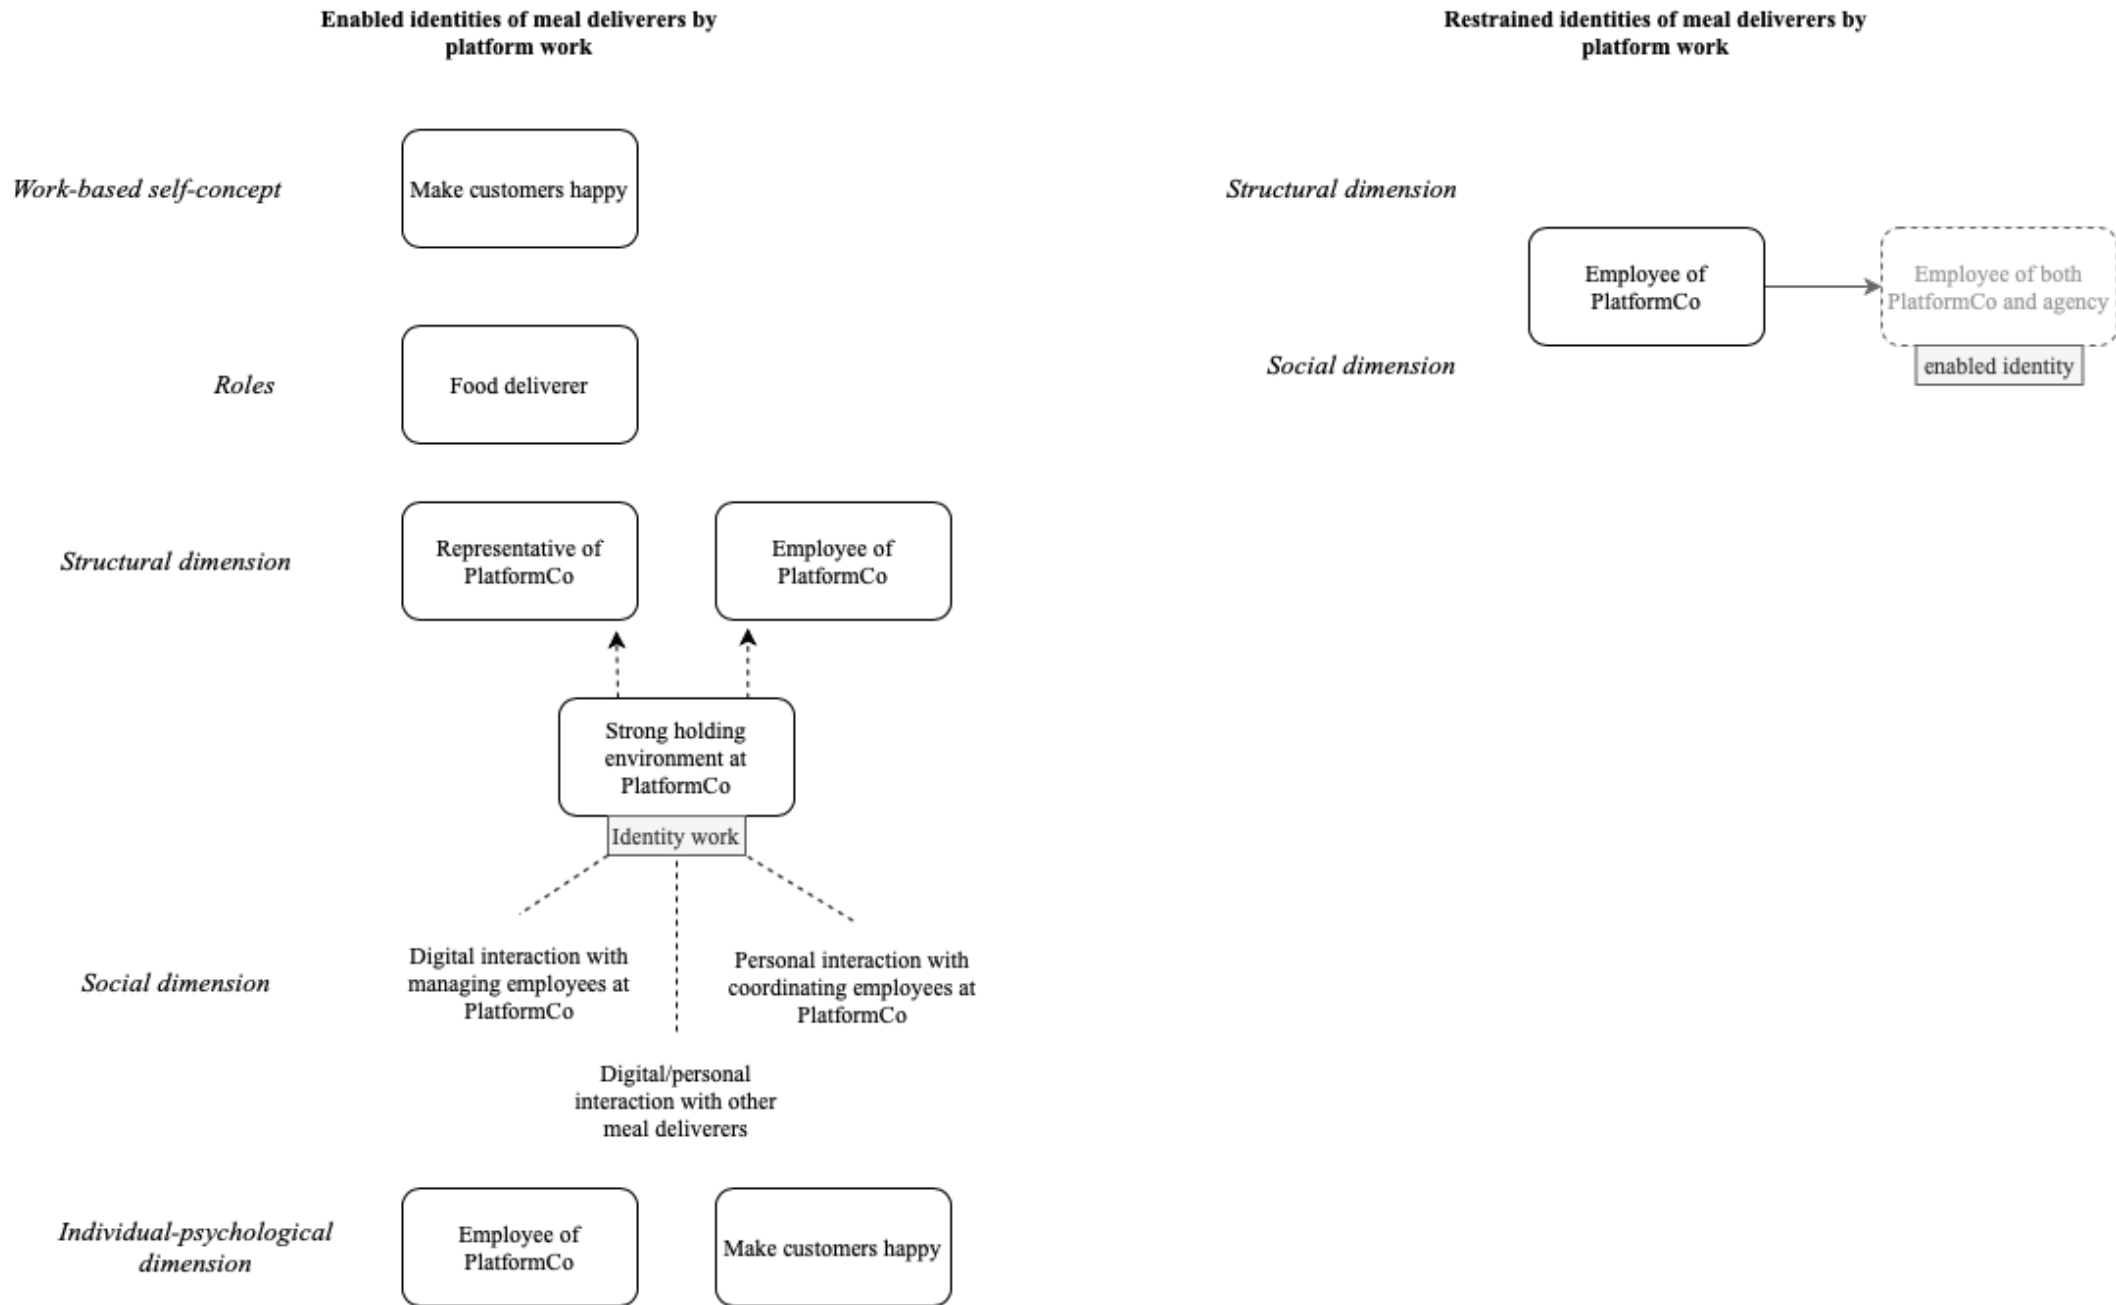 Enabled identities of meal deliverers by
platform work
Work-based self-concept
Make customers happy
Roles
Food deliverer
Structural dimension
Representative of
PlatformCo
Employee of
PlatformCo
Strong holding
environment at
PlatformCo
Identity work
Social dimension
Digital interaction with
managing employees at
PlatformCo
Personal interaction with
coordinating employees at
PlatformCo
Digital/personal
interaction with other
meal deliverers
Individual-psychological
dimension
Employee of
PlatformCo
Make customers happy
Restrained identities of meal deliverers by
platform work
Structural dimension
Employee of
PlatformCo
Employee of both
PlatformCo and agency
Social dimension
enabled identity